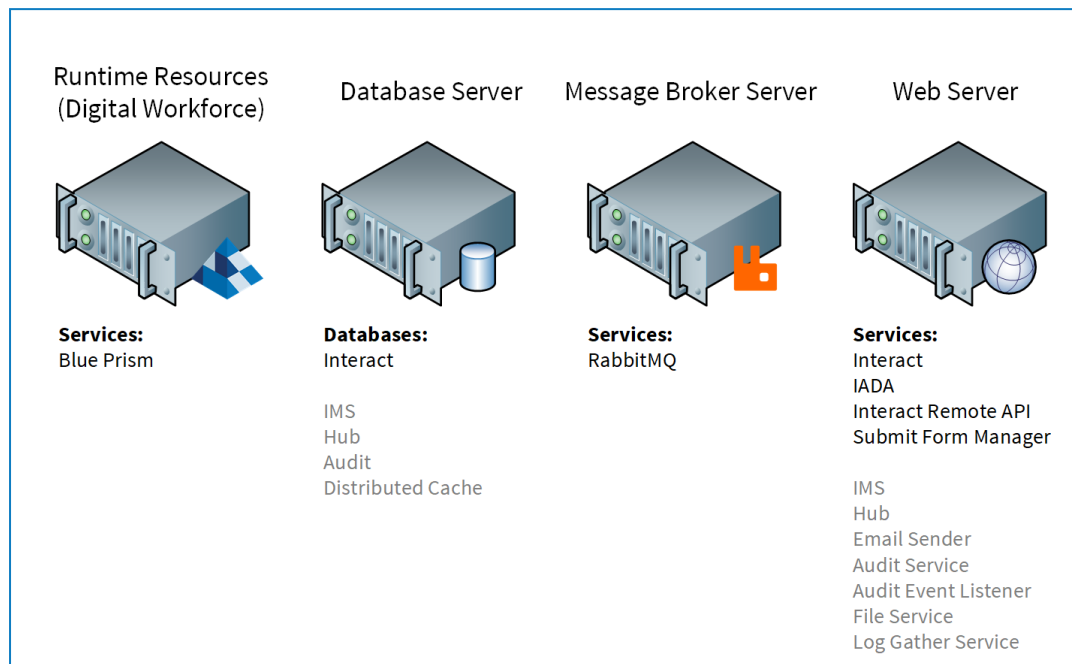 Runtime Resources
(Digital Workforce)
Services:
Blue Prism
Database Server
Databases:
Interact
IMS
Hub
Audit
Distributed Cache
Message Broker Server
Services:
RabbitMQ
Web Server
Services:
Interact
IADA
Interact Remote API
Submit Form Manager
IMS
Hub
Email Sender
Audit Service
Audit Event Listener
File Service
Log Gather Service